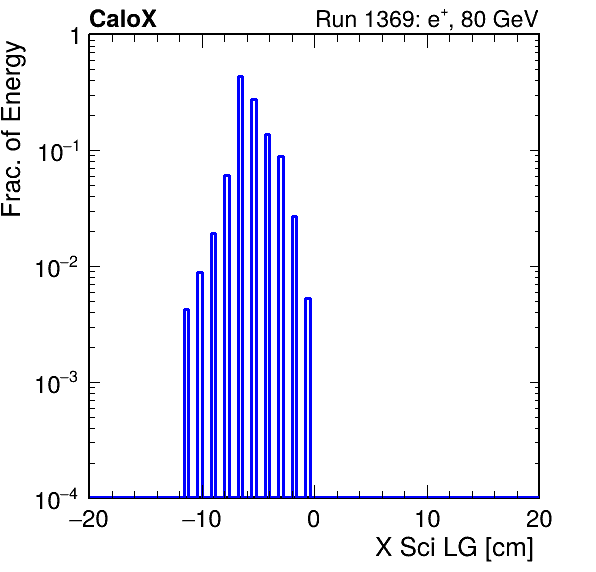 CaloX Run 1369: e⁺, 80 GeV
Frac. of Energy
1
10⁻¹
10⁻²
10⁻³
10⁻⁴
−20 −10 0 10 20
X Sci LG [cm]